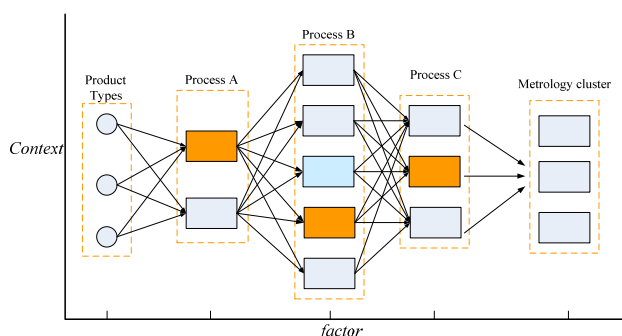 Process B
Product
Types
Process A
Process C
Metrology cluster
Context
factor